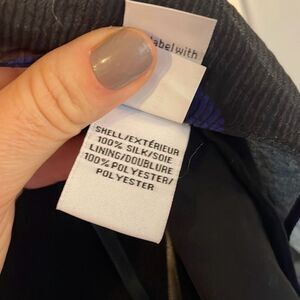 label with
SHELL/EXTÉRIEUR
100% SILK/SOIE
LINING/DOUBLURE
100% POLYESTER/
POLYESTER